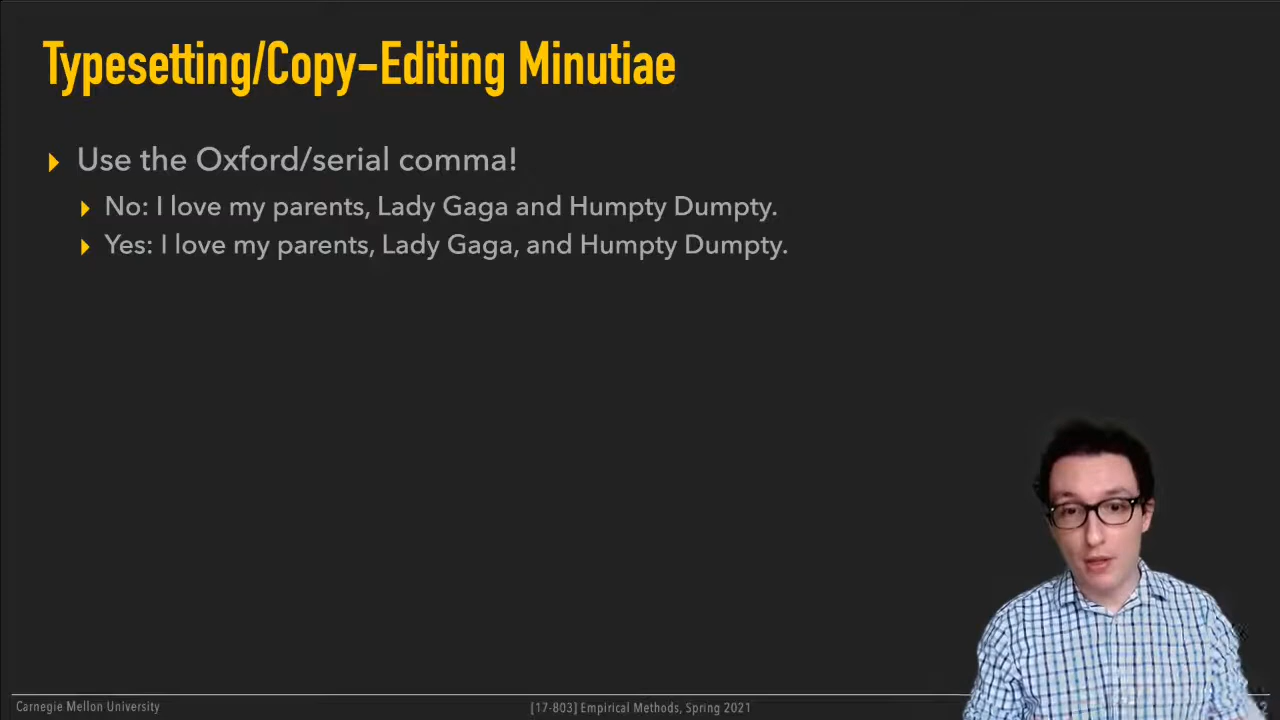 Typesetting/Copy-Editing Minutiae
Use the Oxford/serial comma!
No: I love my parents, Lady Gaga and Humpty Dumpty.
Yes: I love my parents, Lady Gaga, and Humpty Dumpty.
Carnegie Mellon University
[17-803] Empirical Methods, Spring 2021